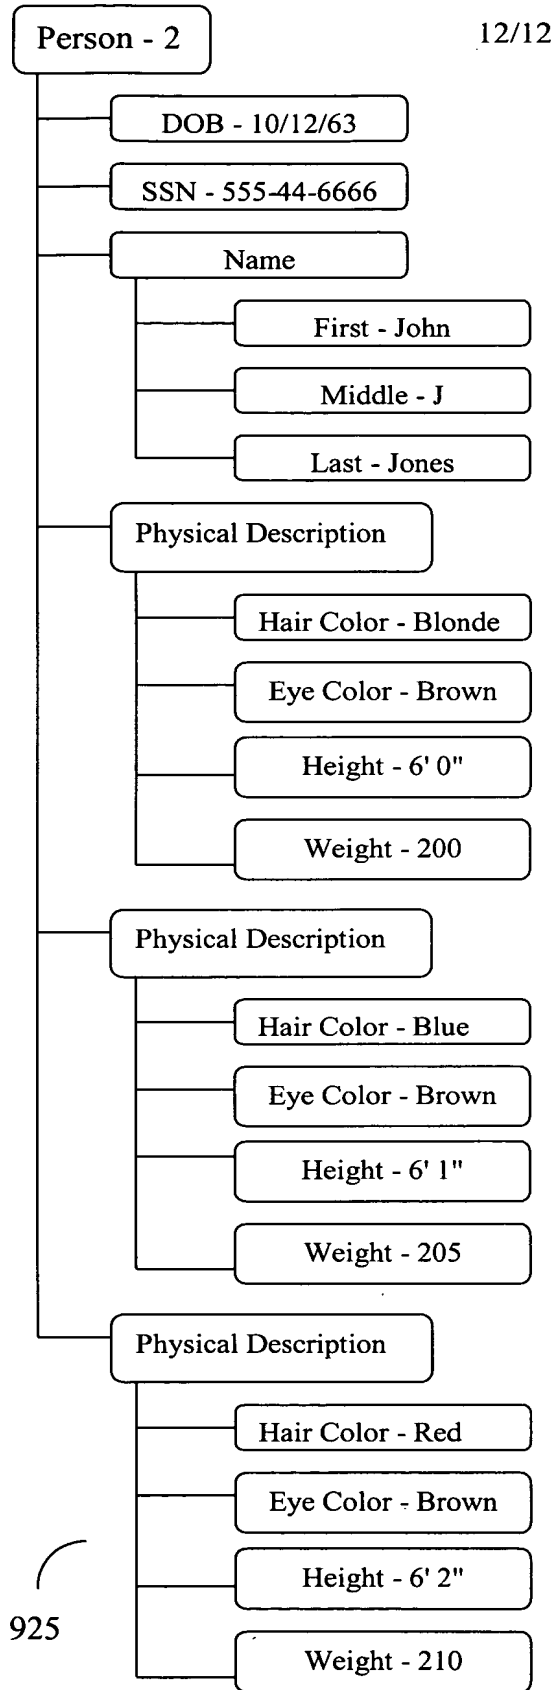 Person - 2
12/12
DOB - 10/12/63
SSN - 555-44-6666
Name
First - John
Middle - J
Last - Jones
Physical Description
Hair Color - Blonde
Eye Color - Brown
Height - 6' 0"
Weight - 200
Physical Description
Hair Color - Blue
Eye Color - Brown
Height - 6' 1"
Weight - 205
Physical Description
Hair Color - Red
Eye Color - Brown
Height - 6' 2"
925
Weight - 210